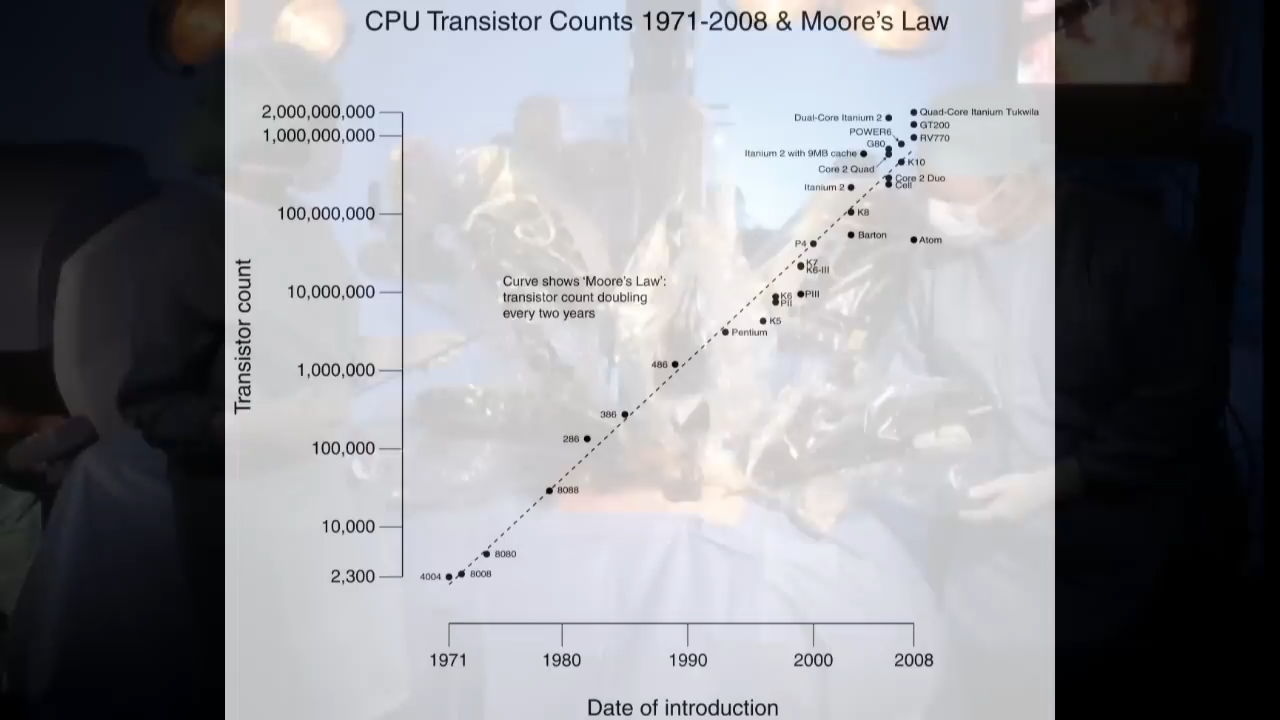 CPU Transistor Counts 1971-2008 & Moore's Law
2,000,000,000
1,000,000,000
100,000,000
10,000,000
1,000,000
100,000
10,000
2,300
Transistor count
Quad-Core Itanium Tukwila
Dual-Core Itanium 2
GT200
POWER6
RV770
G80
Itanium 2 with 9MB cache
K10
Core 2 Quad
Core 2 Duo
Cell
Itanium 2
K8
Barton
P4
Atom
K7
K6-III
Curve shows 'Moore's Law':
transistor count doubling
every two years
K6
PII
PIII
K5
Pentium
486
386
286
8088
8080
4004
8008
1971
1980
1990
2000
2008
Date of introduction